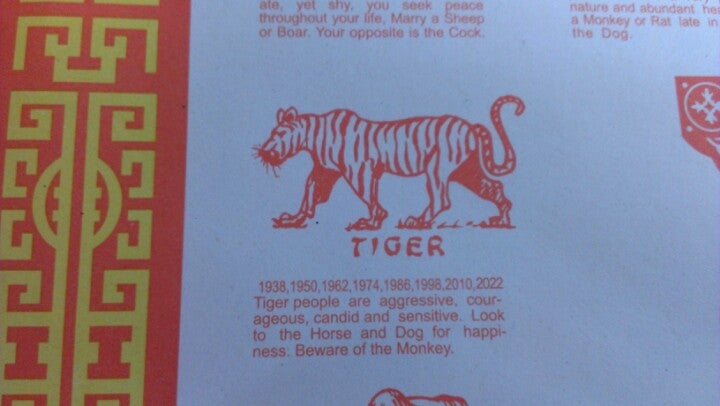 ate, yet shy, you seek peace
throughout your life, Marry a Sheep
or Boar. Your opposite is the Cock.
nature and abundant
a Monkey or Rat late in
the Dog.
TIGER
1938,1950,1962,1974,1986,1998,2010,2022
Tiger people are aggressive, cour-
ageous, candid and sensitive. Look
to the Horse and Dog for happi-
ness. Beware of the Monkey.